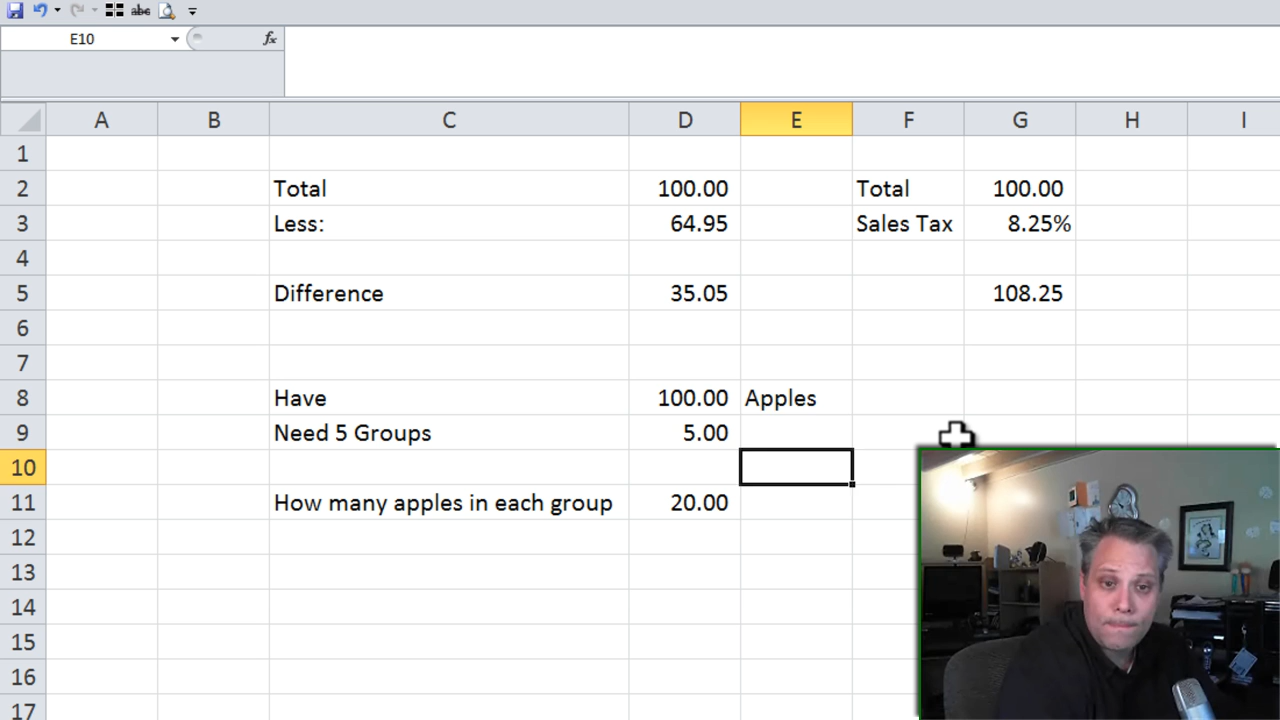 abc
E10 fx
A B C D E F G H I
1
2 Total 100.00 Total 100.00
3 Less: 64.95 Sales Tax 8.25%
4
5 Difference 35.05 108.25
6
7
8 Have 100.00 Apples
9 Need 5 Groups 5.00
10
11 How many apples in each group 20.00
12
13
14
15
16
17